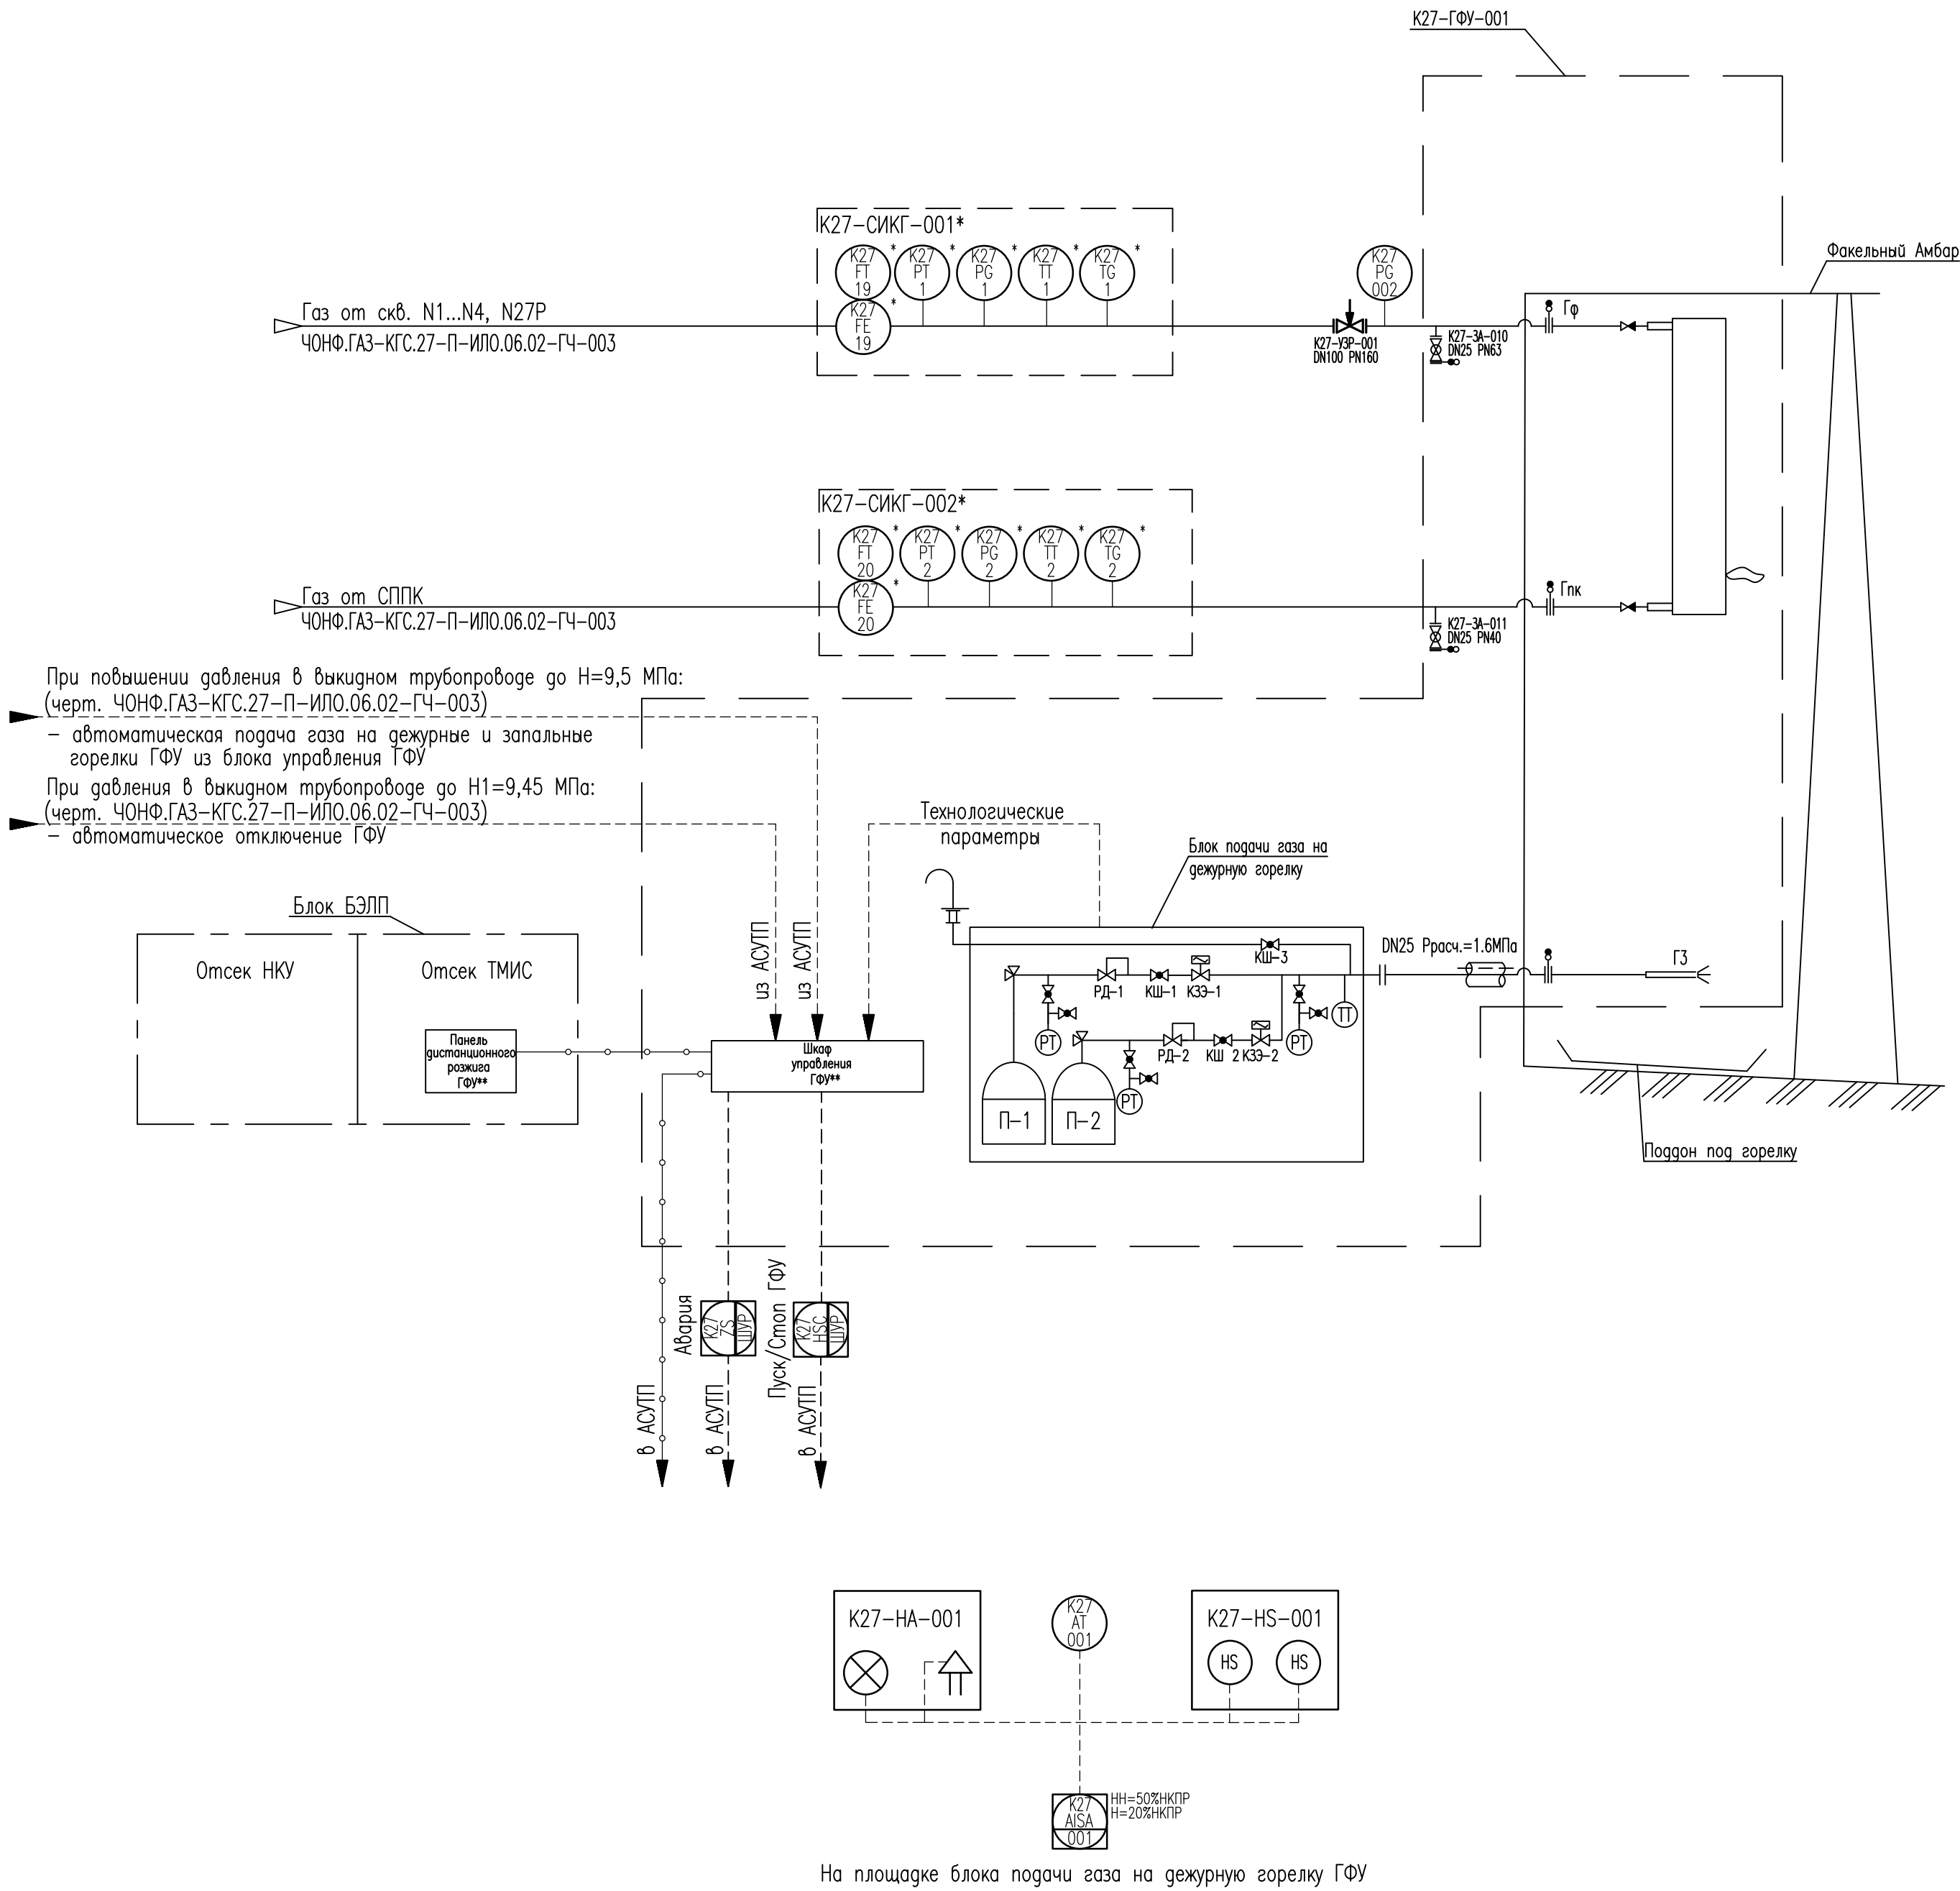 К27-ГФУ-001
Факельный Амбар
К27-СИКГ-001*
К27
FT
19
*
К27
PT
1
*
К27
PG
1
*
К27
TT
1
*
К27
TG
1
*
К27
FE
19
*
К27
PG
002
Газ от скв. N1...N4, N27Р
ЧОНФ.ГАЗ-КГС.27-П-ИЛО.06.02-ГЧ-003
К27-УЗР-001
DN100 PN160
К27-ЗА-010
DN25 PN63
Гф
К27-СИКГ-002*
К27
FT
20
*
К27
PT
2
*
К27
PG
2
*
К27
TT
2
*
К27
TG
2
*
К27
FE
20
*
Газ от СППК
ЧОНФ.ГАЗ-КГС.27-П-ИЛО.06.02-ГЧ-003
К27-ЗА-011
DN25 PN40
Гпк
При повышении давления в выкидном трубопроводе до Н=9,5 МПа:
(черт. ЧОНФ.ГАЗ-КГС.27-П-ИЛО.06.02-ГЧ-003)
- автоматическая подача газа на дежурные и запальные
горелки ГФУ из блока управления ГФУ
При давления в выкидном трубопроводе до Н1=9,45 МПа:
(черт. ЧОНФ.ГАЗ-КГС.27-П-ИЛО.06.02-ГЧ-003)
- автоматическое отключение ГФУ
Технологические
параметры
Блок подачи газа на
дежурную горелку
Блок БЭЛП
Отсек НКУ
Отсек ТМИС
Панель
дистанционного
розжига
ГФУ**
из АСУТП
из АСУТП
Шкаф
управления
ГФУ**
КШ-3
РД-1
КШ-1
КЗЭ-1
РД-2
КШ 2
КЗЭ-2
PT
PT
PT
TT
П-1
П-2
DN25 Ррасч.=1.6МПа
ГЗ
Поддон под горелку
Авария
К27
ZS
ШУР
Пуск/Стоп ГФУ
К27
HSC
ШУР
в АСУТП
в АСУТП
в АСУТП
К27-НА-001
К27
AT
001
К27-HS-001
HS
HS
К27
AISA
001
НН=50%НКПР
Н=20%НКПР
На площадке блока подачи газа на дежурную горелку ГФУ